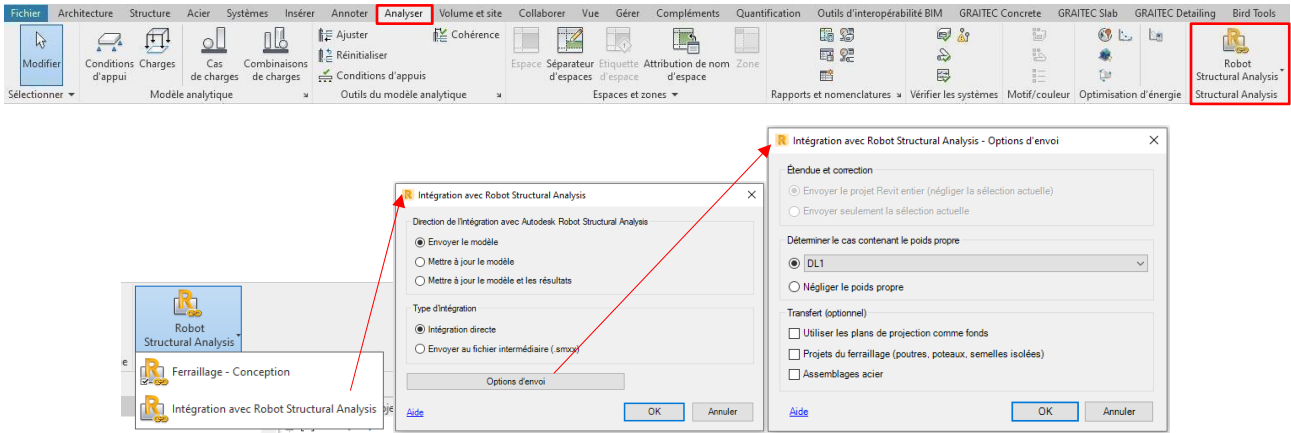 Fichier Architecture Structure Acier Systèmes Insérer Annoter Analyser Volume et site Collaborer Vue Gérer Compléments Quantification Outils d'interopérabilité BIM GRAITEC Concrete GRAITEC Slab GRAITEC Detailing Bird Tools
Modifier
Conditions d'appui
Charges
Cas de charges
Combinaisons de charges
Ajuster
Réinitialiser
Conditions d'appuis
Cohérence
Espace
Séparateur d'espaces
Etiquette d'espace
Attribution de nom d'espace
Zone
Robot Structural Analysis
Sélectionner Modèle analytique Outils du modèle analytique Espaces et zones Rapports et nomenclatures Vérifier les systèmes Motif/couleur Optimisation d'énergie Structural Analysis
Robot
Structural Analysis
Ferraillage - Conception
Intégration avec Robot Structural Analysis
Intégration avec Robot Structural Analysis
Direction de l'intégration avec Autodesk Robot Structural Analysis
Envoyer le modèle
Mettre à jour le modèle
Mettre à jour le modèle et les résultats
Type d'intégration
Intégration directe
Envoyer au fichier intermédiaire (.smxx)
Options d'envoi
Aide OK Annuler
Intégration avec Robot Structural Analysis - Options d'envoi
Étendue et correction
Envoyer le projet Revit entier (négliger la sélection actuelle)
Envoyer seulement la sélection actuelle
Déterminer le cas contenant le poids propre
DL1
Négliger le poids propre
Transfert (optionnel)
Utiliser les plans de projection comme fonds
Projets du ferraillage (poutres, poteaux, semelles isolées)
Assemblages acier
Aide OK Annuler